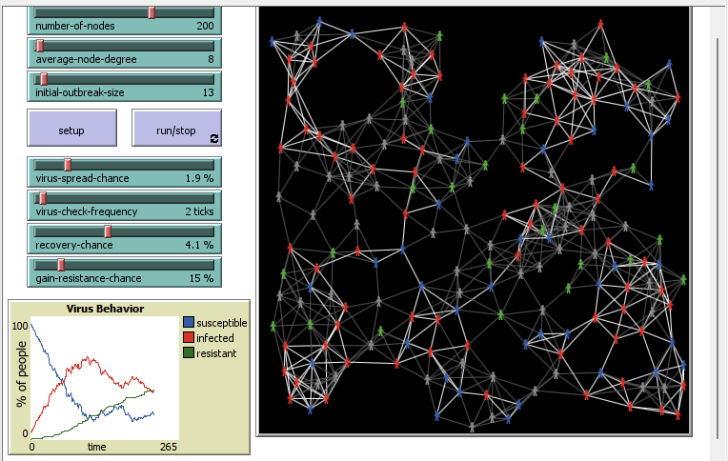 number-of-nodes 200
average-node-degree 8
initial-outbreak-size 13
setup run/stop
virus-spread-chance 1.9 %
virus-check-frequency 2 ticks
recovery-chance 4.1 %
gain-resistance-chance 15 %
Virus Behavior
100
% of people
0
0 time 265
susceptible
infected
resistant